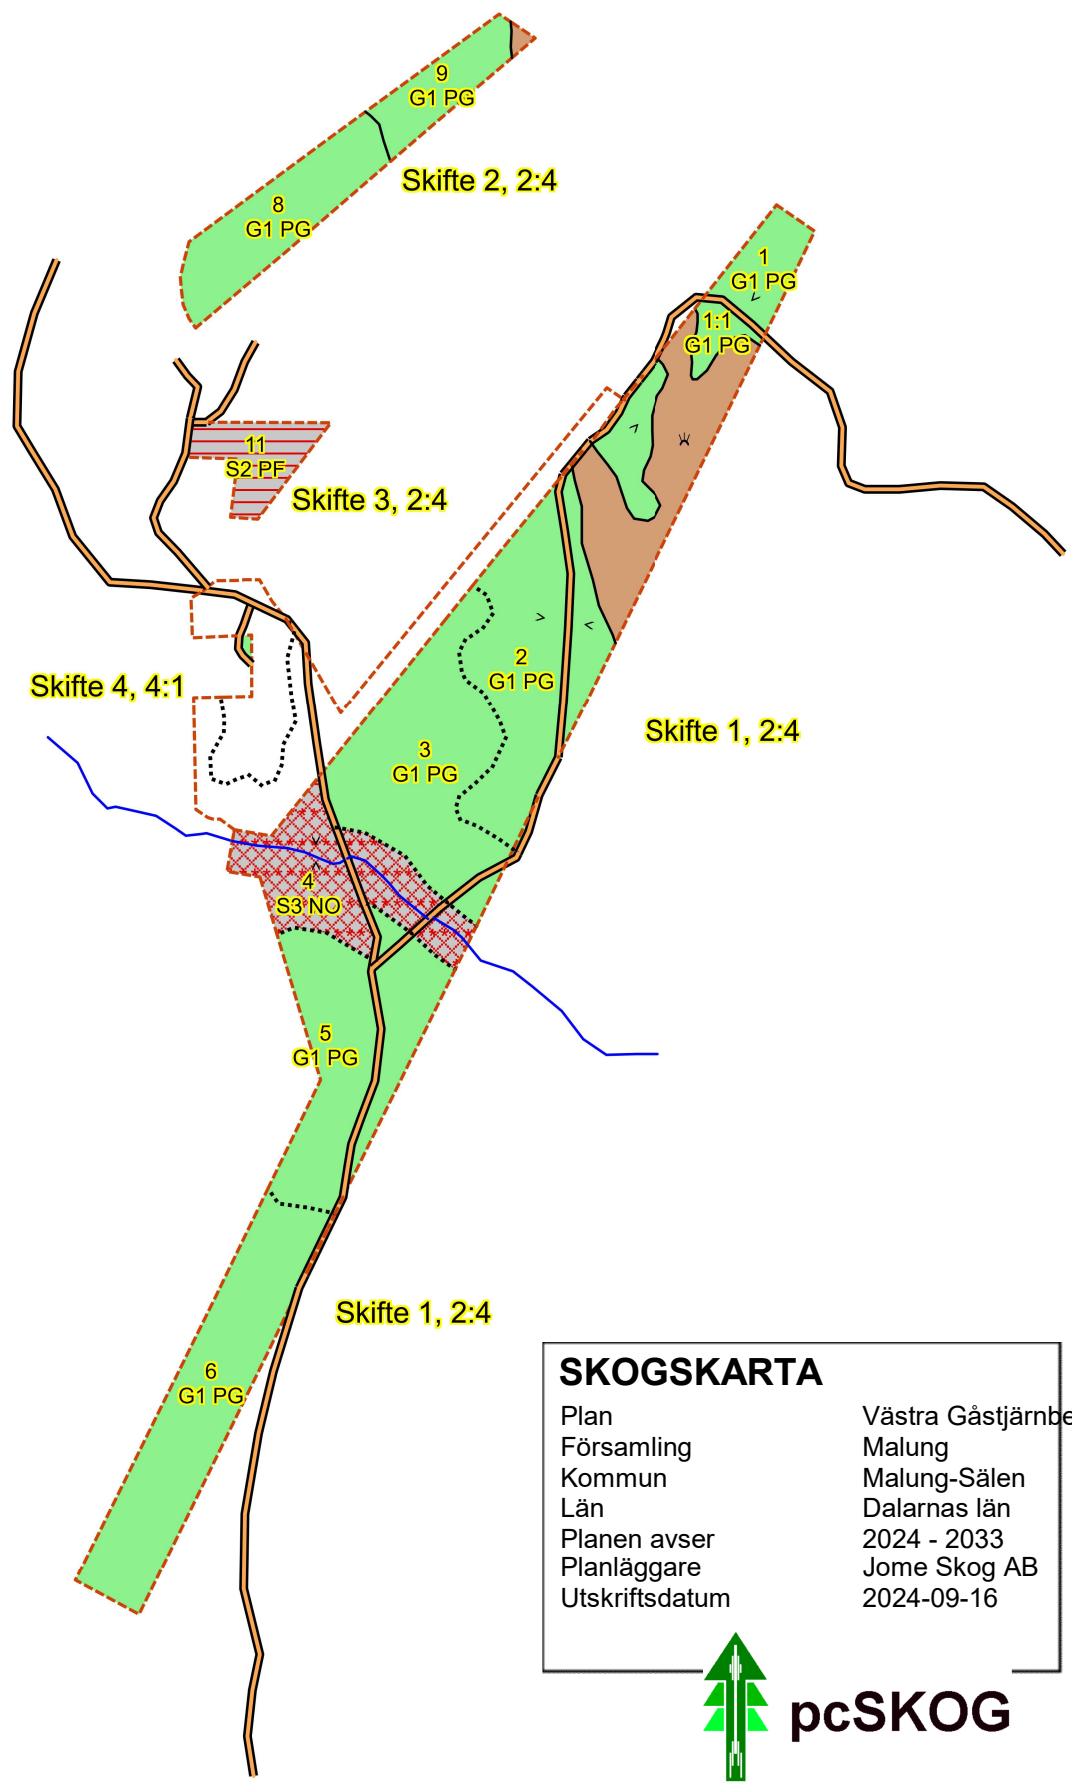 9
G1 PG
Skifte 2, 2:4
8
G1 PG
1
G1 PG
1:1
G1 PG
11
S2 PF
Skifte 3, 2:4
2
G1 PG
Skifte 4, 4:1
Skifte 1, 2:4
3
G1 PG
4
S3 NO
5
G1 PG
Skifte 1, 2:4
6
G1 PG
SKOGSKARTA
Plan Västra Gåstjärnbe
Församling Malung
Kommun Malung-Sälen
Län Dalarnas län
Planen avser 2024 - 2033
Planläggare Jome Skog AB
Utskriftsdatum 2024-09-16
pcSKOG